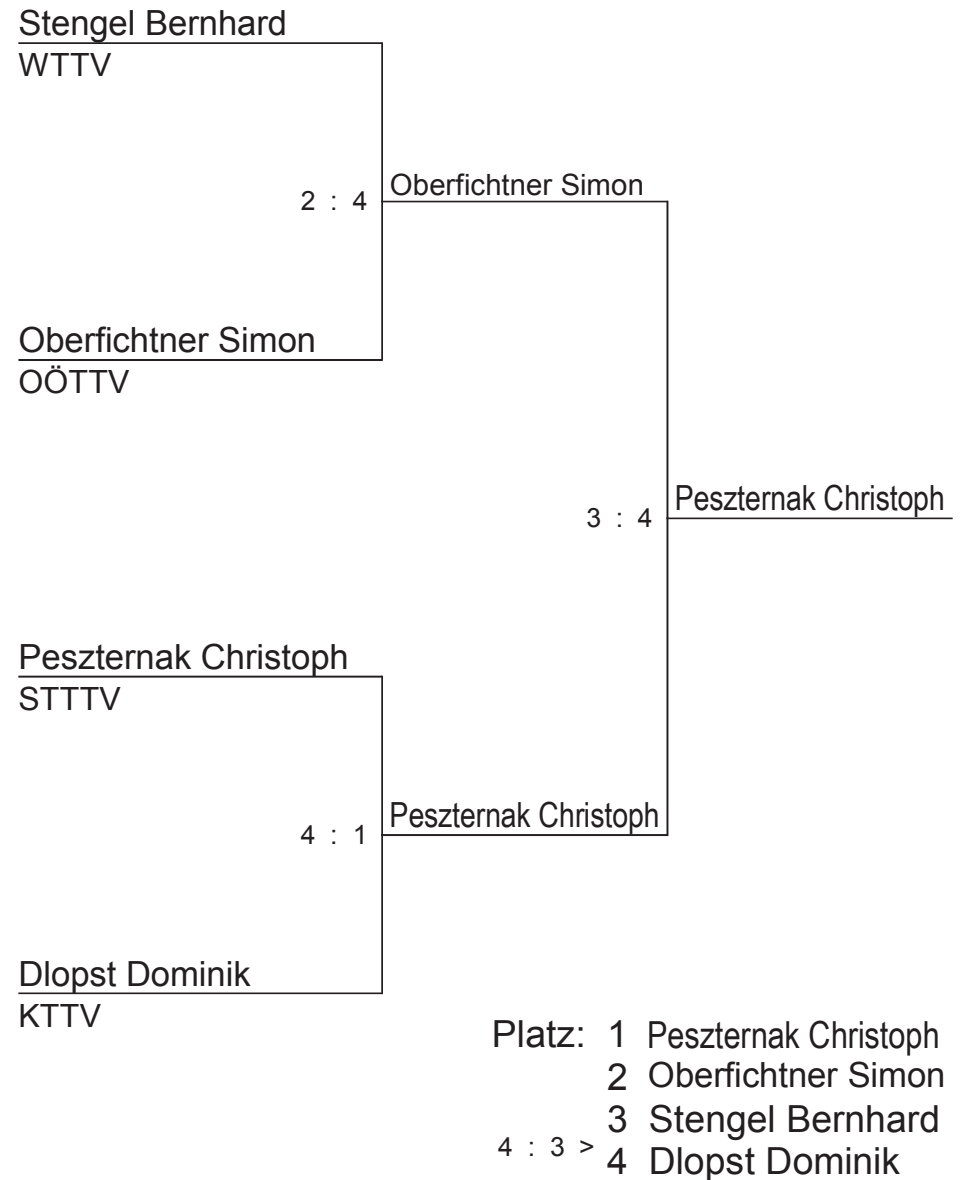 Stengel Bernhard
WTTV
2 : 4
Oberfichtner Simon
Oberfichtner Simon
OÖTTV
3 : 4
Peszternak Christoph
Peszternak Christoph
STTTV
4 : 1
Peszternak Christoph
Dlopst Dominik
KTTV
Platz: 1 Peszternak Christoph
2 Oberfichtner Simon
3 Stengel Bernhard
4 : 3 >
4 Dlopst Dominik